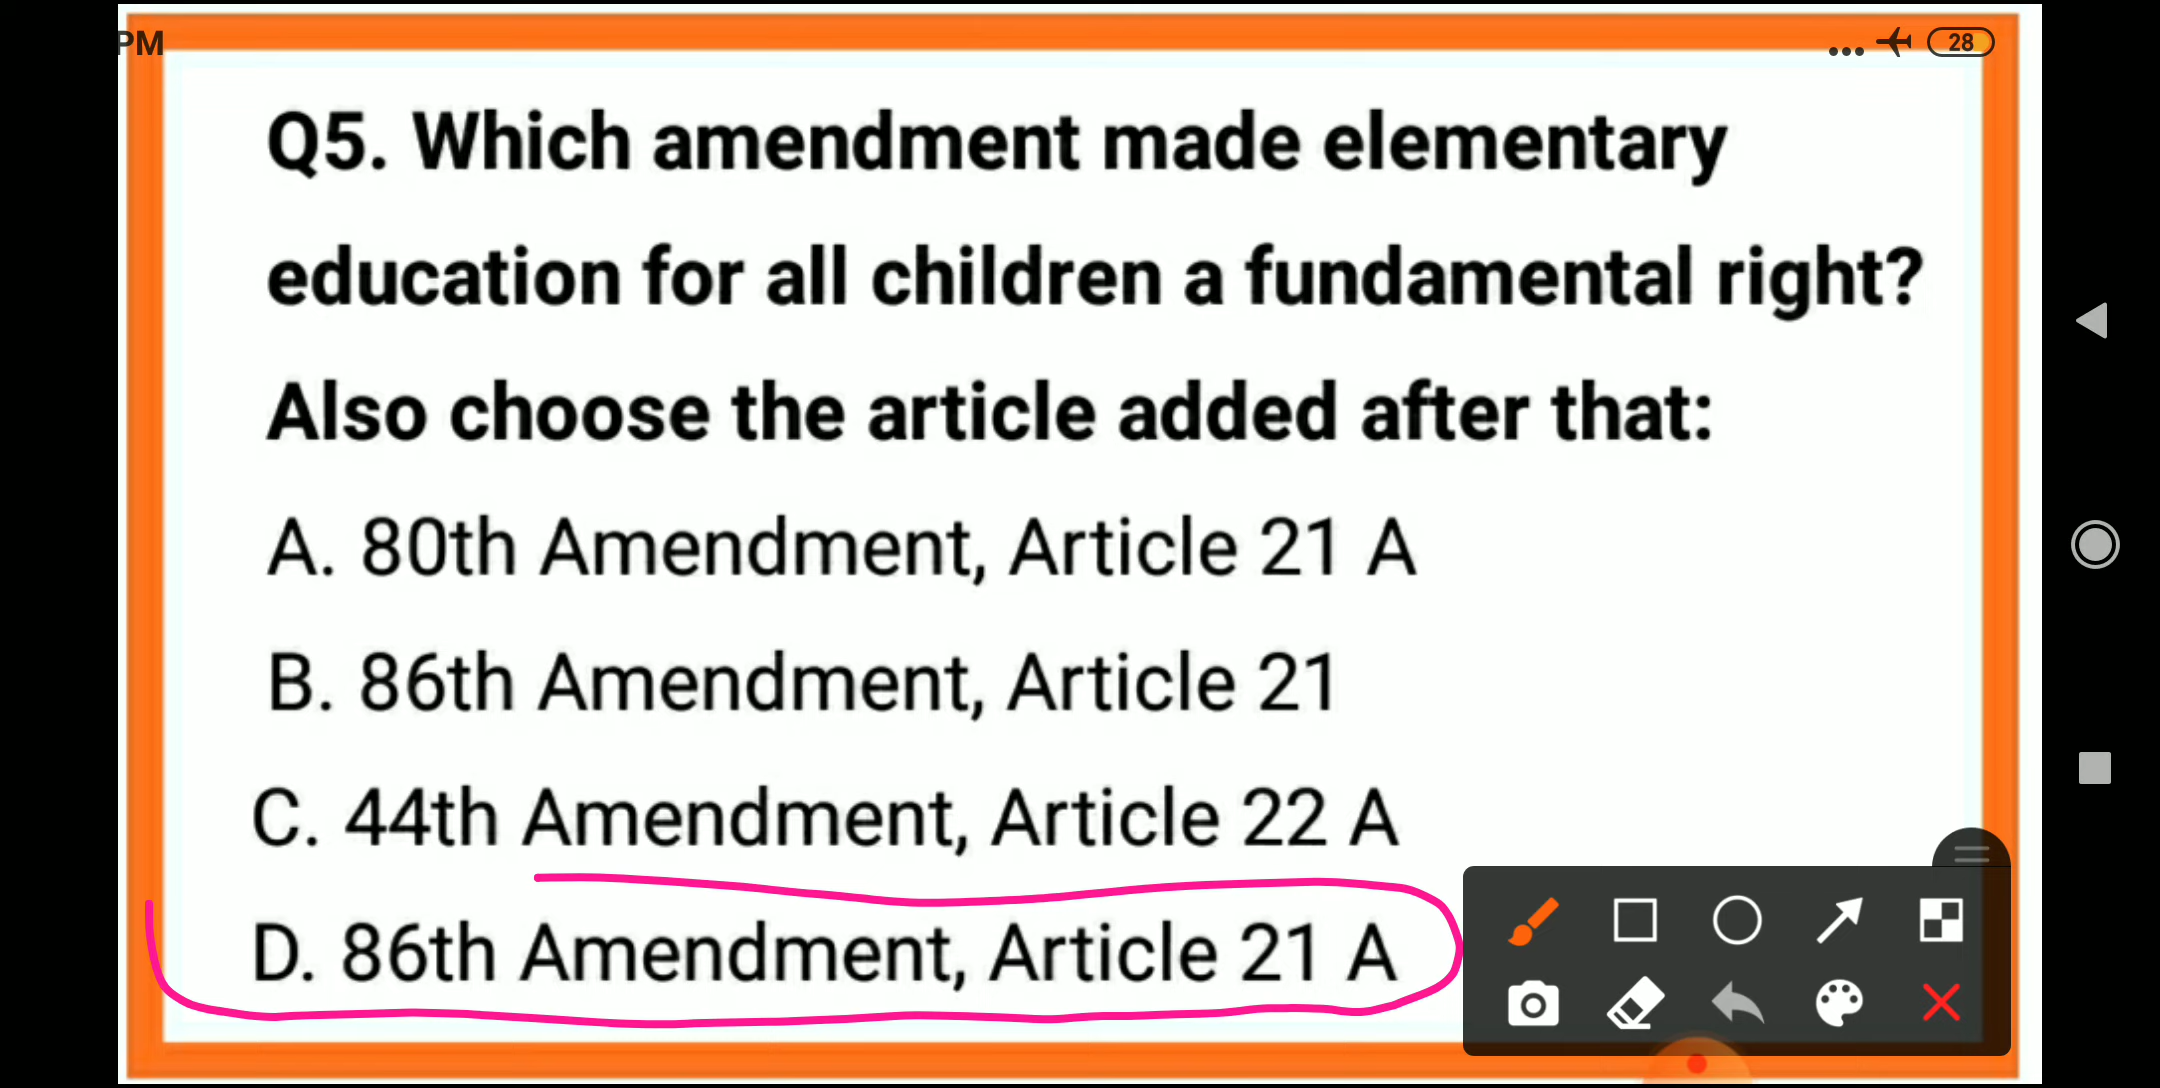 PM
28
Q5. Which amendment made elementary
education for all children a fundamental right?
Also choose the article added after that:
A. 80th Amendment, Article 21 A
B. 86th Amendment, Article 21
C. 44th Amendment, Article 22 A
D. 86th Amendment, Article 21 A